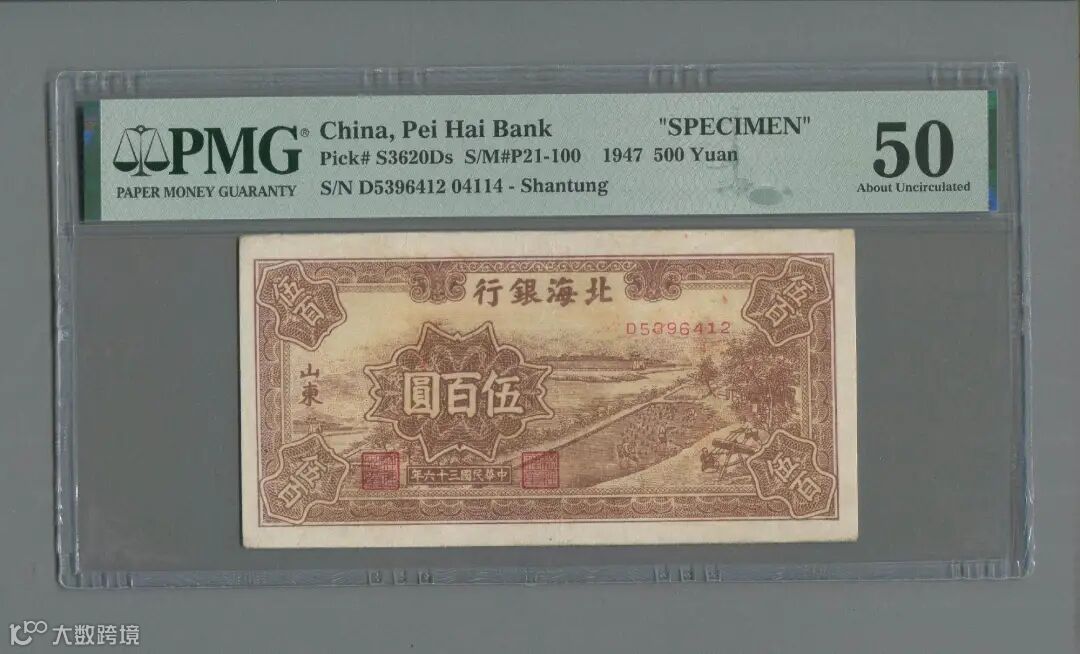 PMG®
PAPER MONEY GUARANTY
China, Pei Hai Bank "SPECIMEN"
Pick# S3620Ds S/M#P21-100 1947 500 Yuan
S/N D5396412 04114 - Shantung
50
About Uncirculated
行銀海北
D5396412
伍百
伍百
山東
圓百伍
年六十三國民華中
伍百
伍百
大数跨境